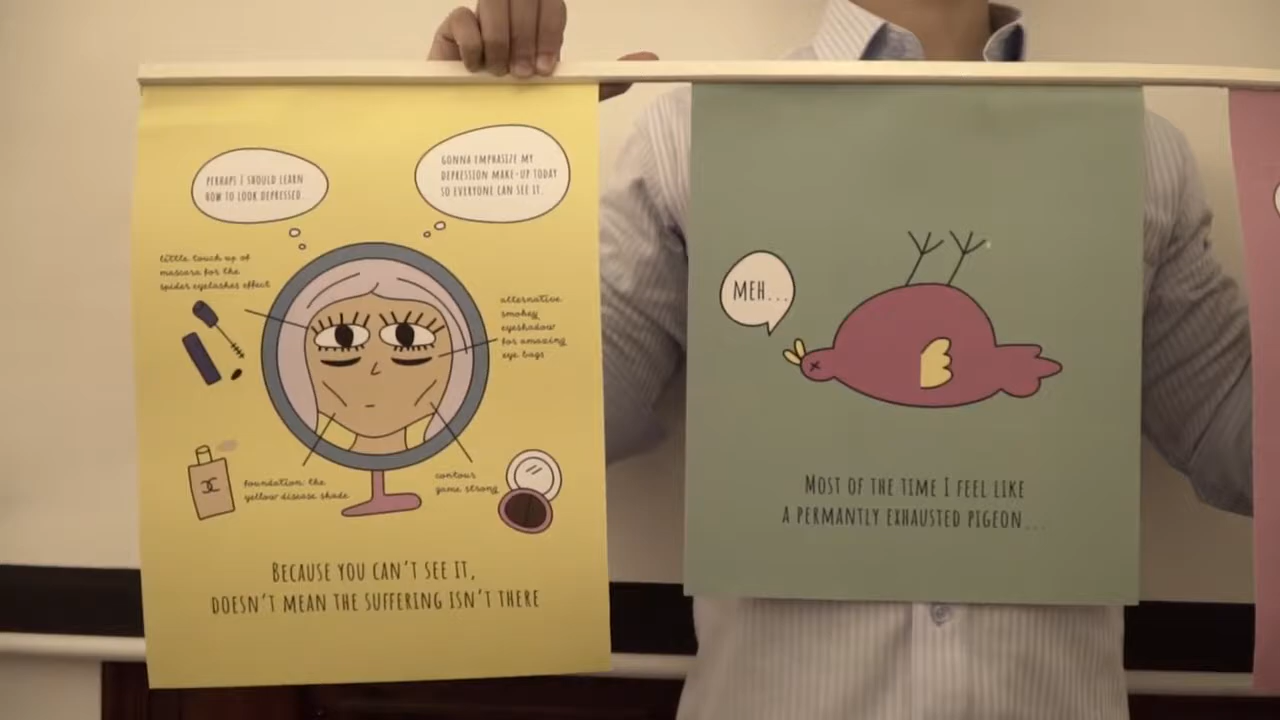 PERHAPS I SHOULD LEARN
HOW TO LOOK DEPRESSED.
GONNA EMPHASIZE MY
DEPRESSION MAKE-UP TODAY
SO EVERYONE CAN SEE IT.
little touch up of
mascara for the
spider eyelashes effect
alternative
smokey
eyeshadow
for amazing
eye bags
foundation: the
yellow disease shade
contour
game strong
BECAUSE YOU CAN'T SEE IT,
DOESN'T MEAN THE SUFFERING ISN'T THERE
MEH...
MOST OF THE TIME I FEEL LIKE
A PERMANTLY EXHAUSTED PIGEON...